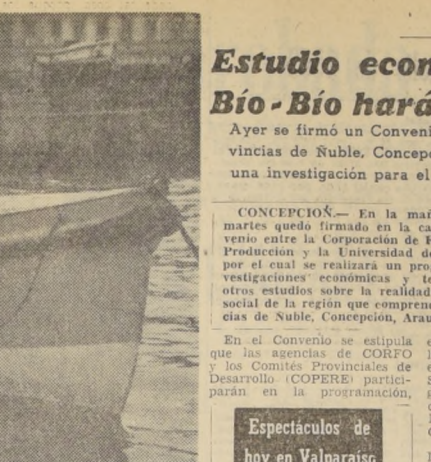 Estudio econ
Bío-Bío hará
Ayer se firmó un Conveni
vincias de Ñuble, Concep
una investigación para el
CONCEPCION.— En la mañ
martes quedó firmado en la ca
venio entre la Corporación de F
Producción y la Universidad de
por el cual se realizará un pro
vestigaciones económicas y te
otros estudios sobre la realidad
social de la región que compren
cias de Ñuble, Concepción, Arau
En el Convenio se estipula
que las agencias de CORFO
y los Comités Provinciales de
Desarrollo (COPERE) partici-
parán en la programación,
Espectáculos de
hoy en Valparaíso